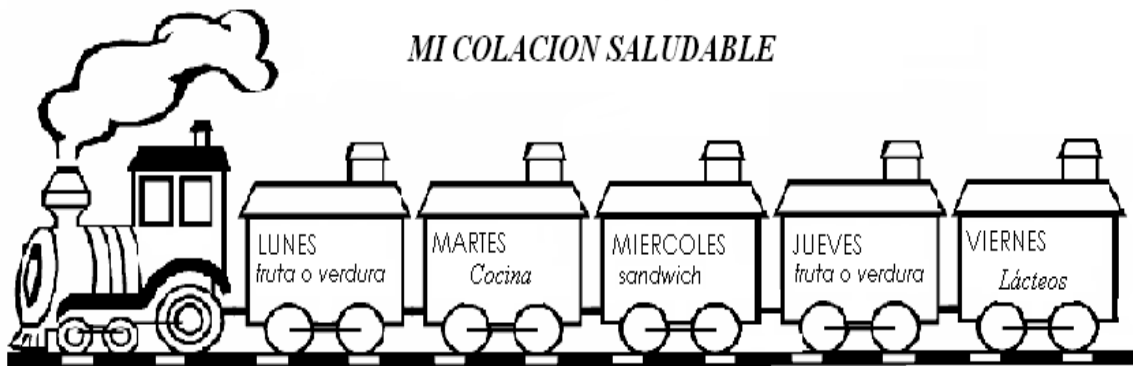 MI COLACION SALUDABLE
LUNES
fruta o verdura
MARTES
Cocina
MIERCOLES
sandwich
JUEVES
fruta o verdura
VIERNES
Lácteos